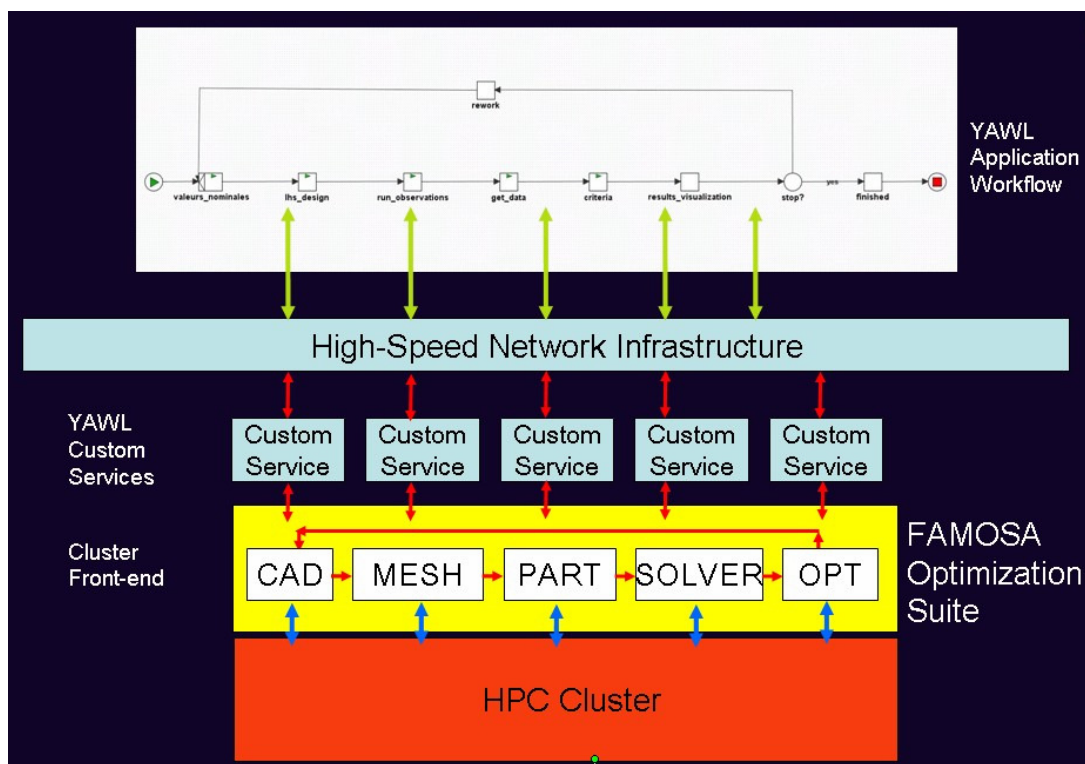 rework
YAWL
Application
Workflow
valeurs_nominales
lhs_design
run_observations
get_data
criteria
results_visualization
stop?
yes
finished
High-Speed Network Infrastructure
YAWL
Custom
Services
Custom
Service
Custom
Service
Custom
Service
Custom
Service
Custom
Service
Cluster
Front-end
CAD
MESH
PART
SOLVER
OPT
FAMOSA
Optimization
Suite
HPC Cluster